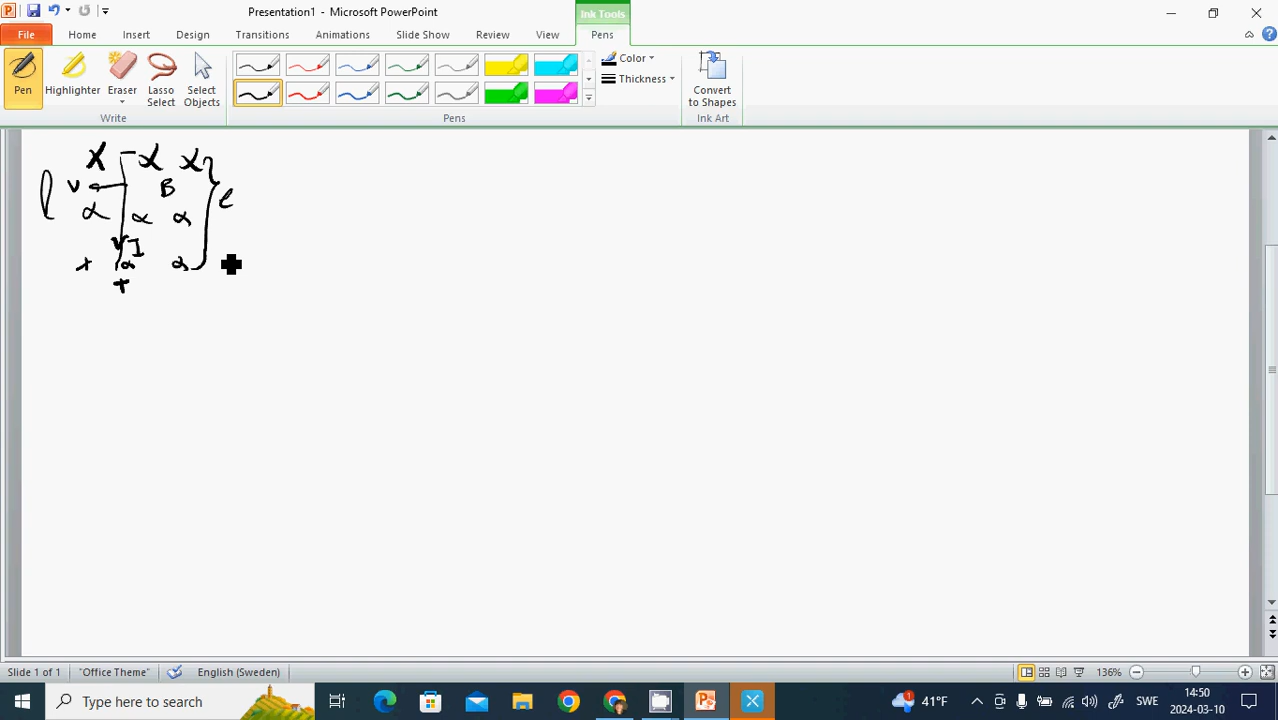 Presentation1 - Microsoft PowerPoint
Ink Tools
File Home Insert Design Transitions Animations Slide Show Review View Pens
Pen Highlighter Eraser Lasso Select Select Objects
Color
Thickness
Convert to Shapes
Write Pens Ink Art
X α α
v B
l
α α α
I
+ α α
+
Slide 1 of 1 "Office Theme" English (Sweden) 136%
Type here to search 41°F SWE 14:50
2024-03-10